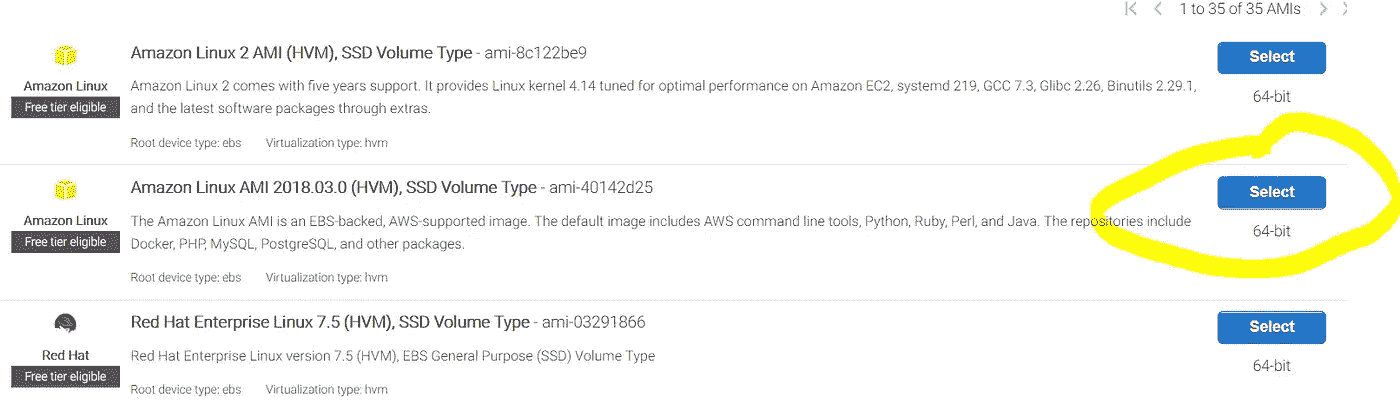 1 to 35 of 35 AMIs
Amazon Linux 2 AMI (HVM), SSD Volume Type - ami-8c122be9
Select
Amazon Linux
Free tier eligible
Amazon Linux 2 comes with five years support. It provides Linux kernel 4.14 tuned for optimal performance on Amazon EC2, systemd 219, GCC 7.3, Glibc 2.26, Binutils 2.29.1,
and the latest software packages through extras.
64-bit
Root device type: ebs Virtualization type: hvm
Amazon Linux AMI 2018.03.0 (HVM), SSD Volume Type - ami-40142d25
Select
Amazon Linux
Free tier eligible
The Amazon Linux AMI is an EBS-backed, AWS-supported image. The default image includes AWS command line tools, Python, Ruby, Perl, and Java. The repositories include
Docker, PHP, MySQL, PostgreSQL, and other packages.
64-bit
Root device type: ebs Virtualization type: hvm
Red Hat Enterprise Linux 7.5 (HVM), SSD Volume Type - ami-03291866
Select
Red Hat
Free tier eligible
Red Hat Enterprise Linux version 7.5 (HVM), EBS General Purpose (SSD) Volume Type
64-bit
Root device type: ebs Virtualization type: hvm